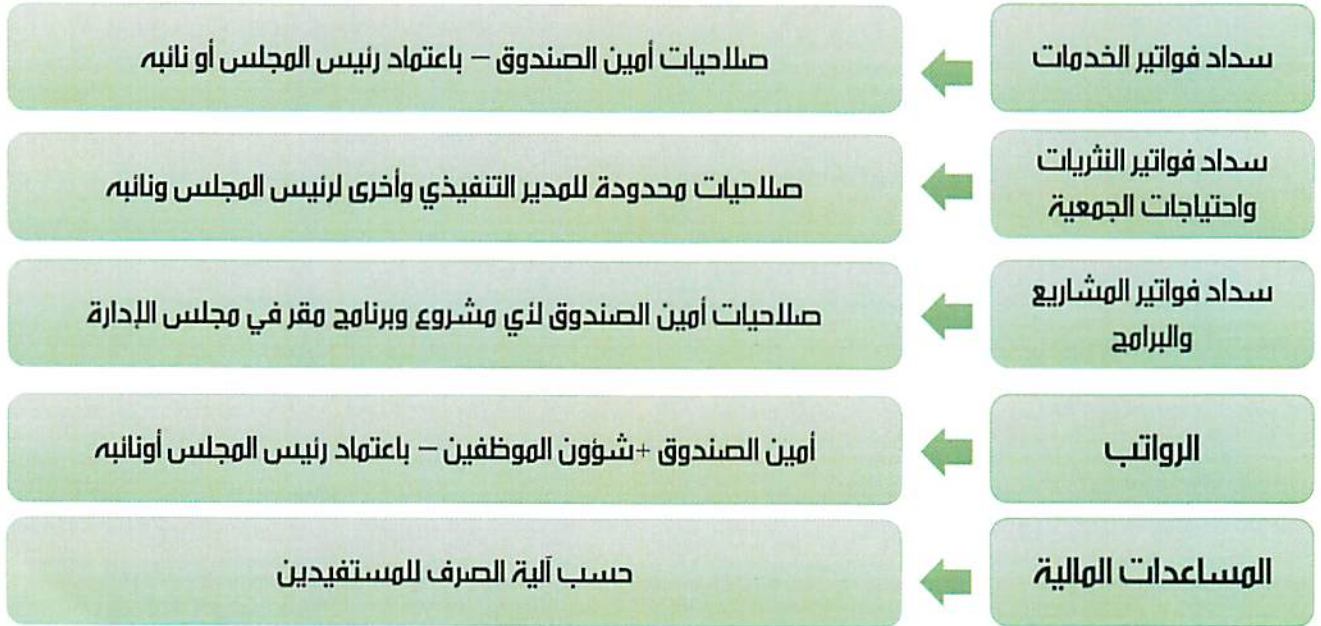 سداد فواتير الخدمات
صلاحيات أمين الصندوق – باعتماد رئيس المجلس أو نائبه
سداد فواتير النثريات
واحتياجات الجمعية
صلاحيات محدودة للمدير التنفيذي وأخرى لرئيس المجلس ونائبه
سداد فواتير المشاريع
والبرامج
صلاحيات أمين الصندوق لأي مشروع وبرنامج مقر في مجلس الإدارة
الرواتب
أمين الصندوق +شؤون الموظفين – باعتماد رئيس المجلس أونائبه
المساعدات المالية
حسب آلية الصرف للمستفيدين